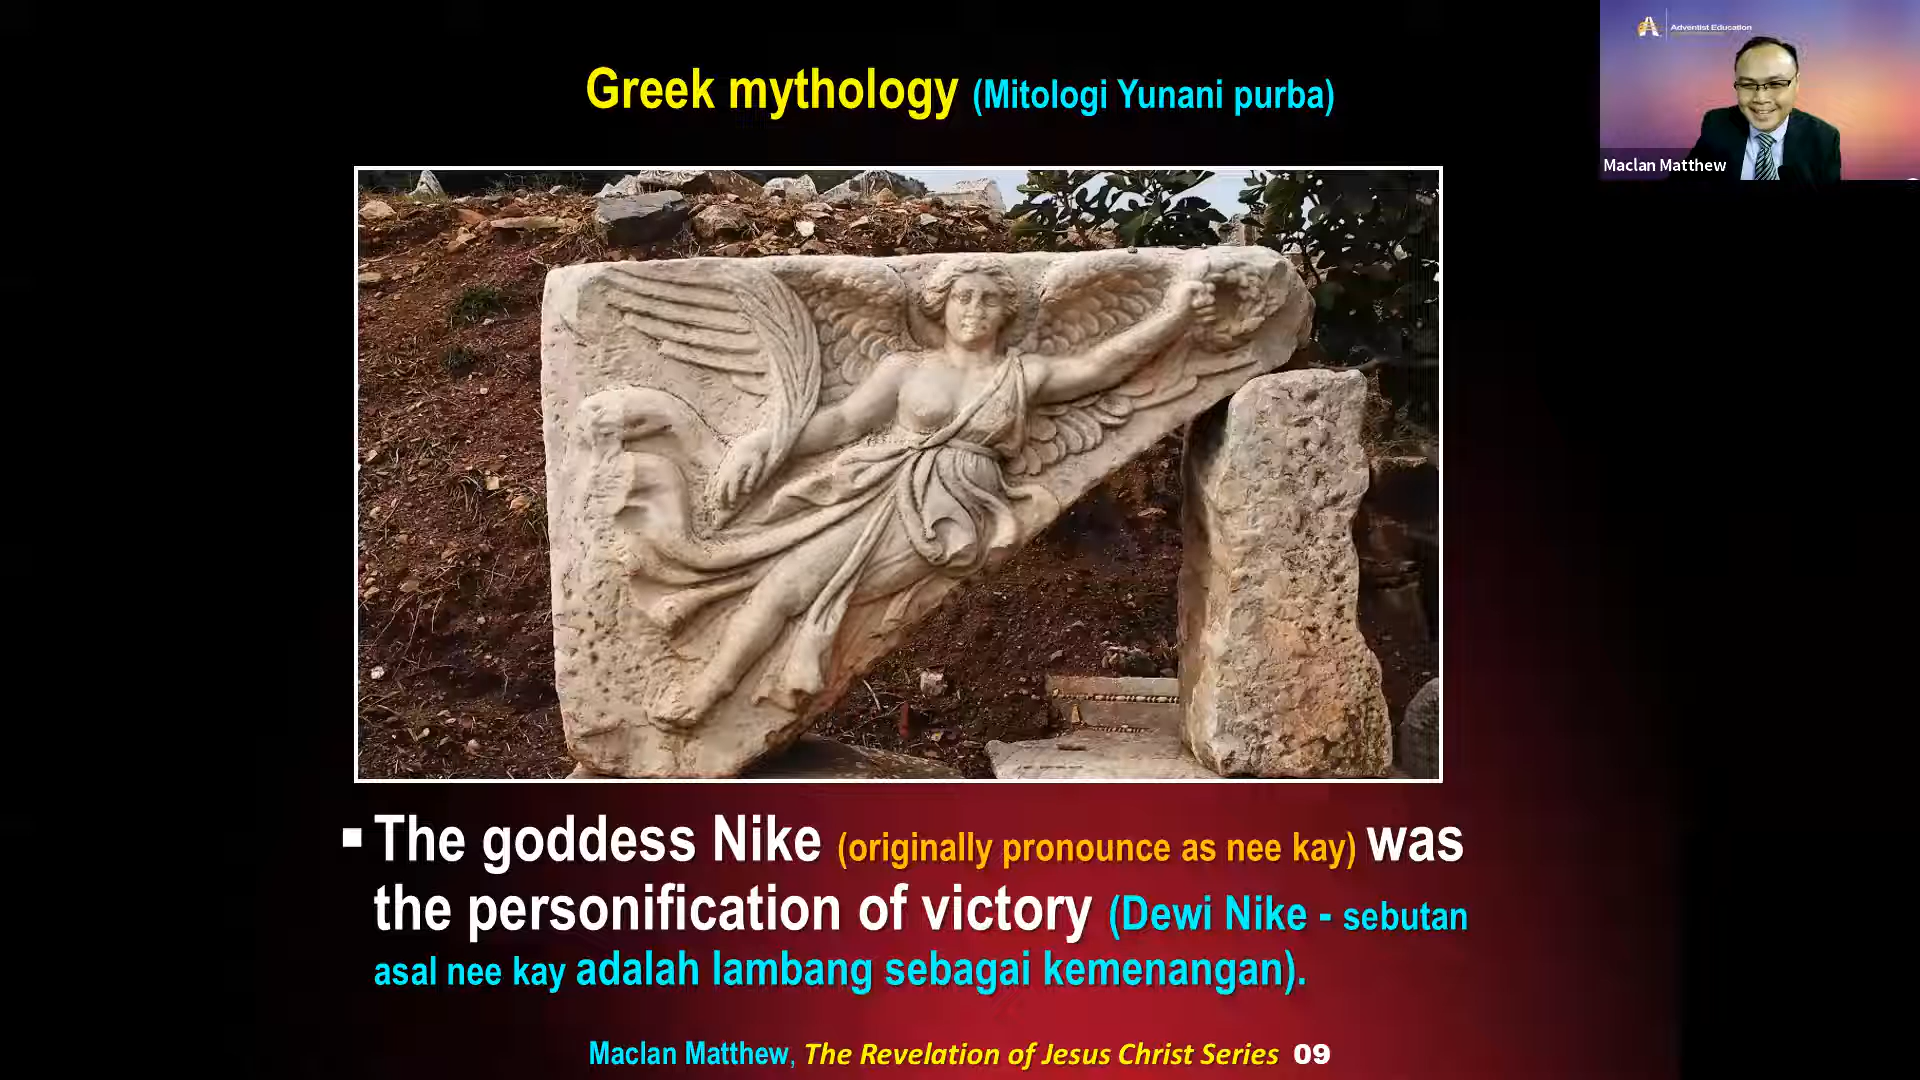 Greek mythology (Mitologi Yunani purba)
Adventist Education
Maclan Matthew
▪ The goddess Nike (originally pronounce as nee kay) was
the personification of victory (Dewi Nike - sebutan
asal nee kay adalah lambang sebagai kemenangan).
Maclan Matthew, The Revelation of Jesus Christ Series 09